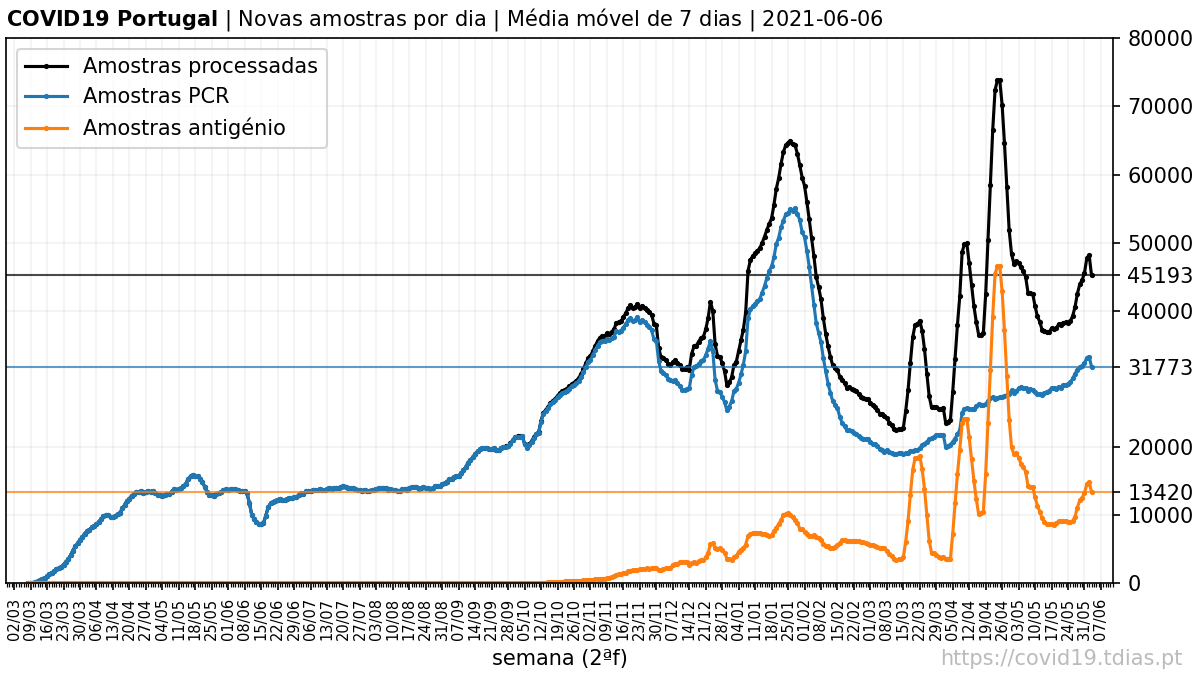 COVID19 Portugal | Novas amostras por dia | Média móvel de 7 dias | 2021-06-06
Amostras processadas
Amostras PCR
Amostras antigénio
80000
70000
60000
50000
45193
40000
31773
20000
13420
10000
0
02/03 09/03 16/03 23/03 30/03 06/04 13/04 20/04 27/04 04/05 11/05 18/05 25/05 01/06 08/06 15/06 22/06 29/06 06/07 13/07 20/07 27/07 03/08 10/08 17/08 24/08 31/08 07/09 14/09 21/09 28/09 05/10 12/10 19/10 26/10 02/11 09/11 16/11 23/11 30/11 07/12 14/12 21/12 28/12 04/01 11/01 18/01 25/01 01/02 08/02 15/02 22/02 01/03 08/03 15/03 22/03 29/03 05/04 12/04 19/04 26/04 03/05 10/05 17/05 24/05 31/05 07/06
semana (2ªf)
https://covid19.tdias.pt